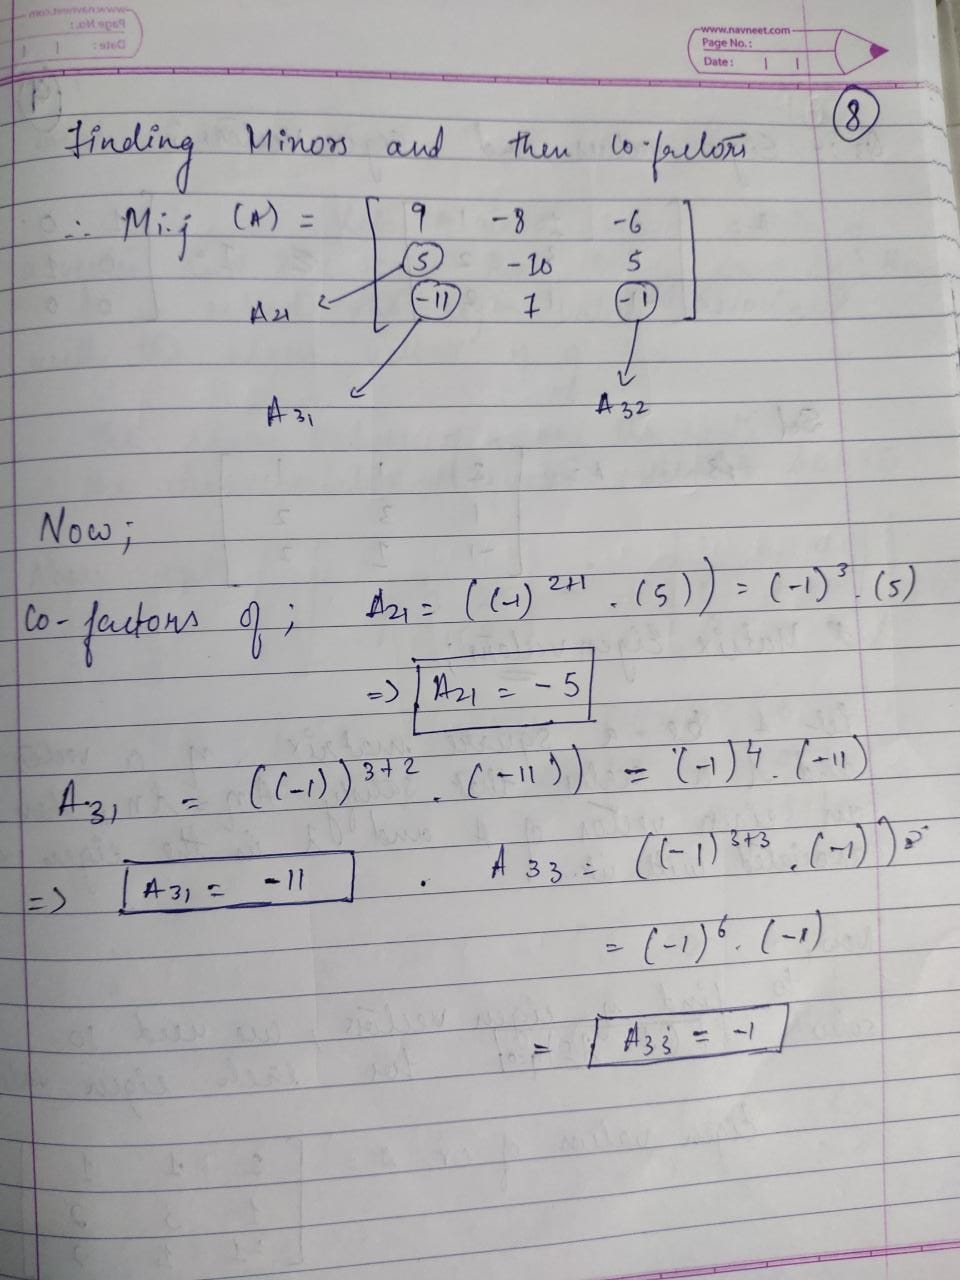 www.navneet.com
Page No.:
Date:
8
Finding Minors and then co-factors
∴ Mi-j (A) = [ 9 -8 -6
5 -10 5
-11 7 -1 ]
A21
A31
A32
Now;
Co-factors of; A21 = ((-1)^2+1 . (5)) = (-1)^3 . (5)
=> A21 = -5
A31 = ((-1)^3+2 . (-11)) = (-1)^4 . (-11)
=> A31 = -11 . A33 = ((-1)^3+3 . (-1))
= (-1)^6 . (-1)
= A33 = -1